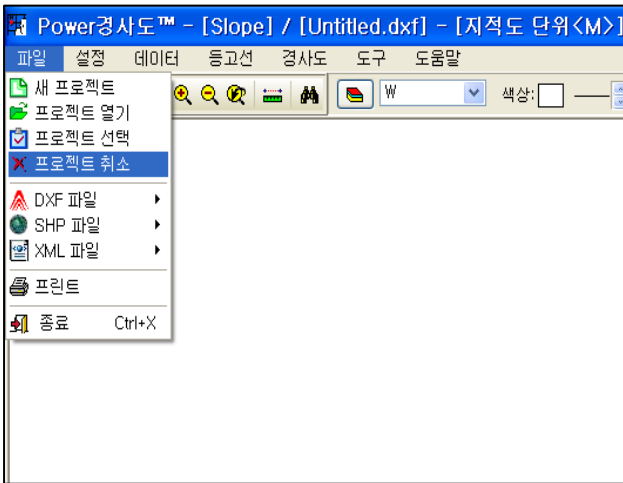 Power경사도™ - [Slope] / [Untitled.dxf] - [지적도 단위<M>]
파일 설정 데이터 등고선 경사도 도구 도움말
새 프로젝트
W 색상:
프로젝트 열기
프로젝트 선택
프로젝트 취소
DXF 파일
SHP 파일
XML 파일
프린트
종료 Ctrl+X